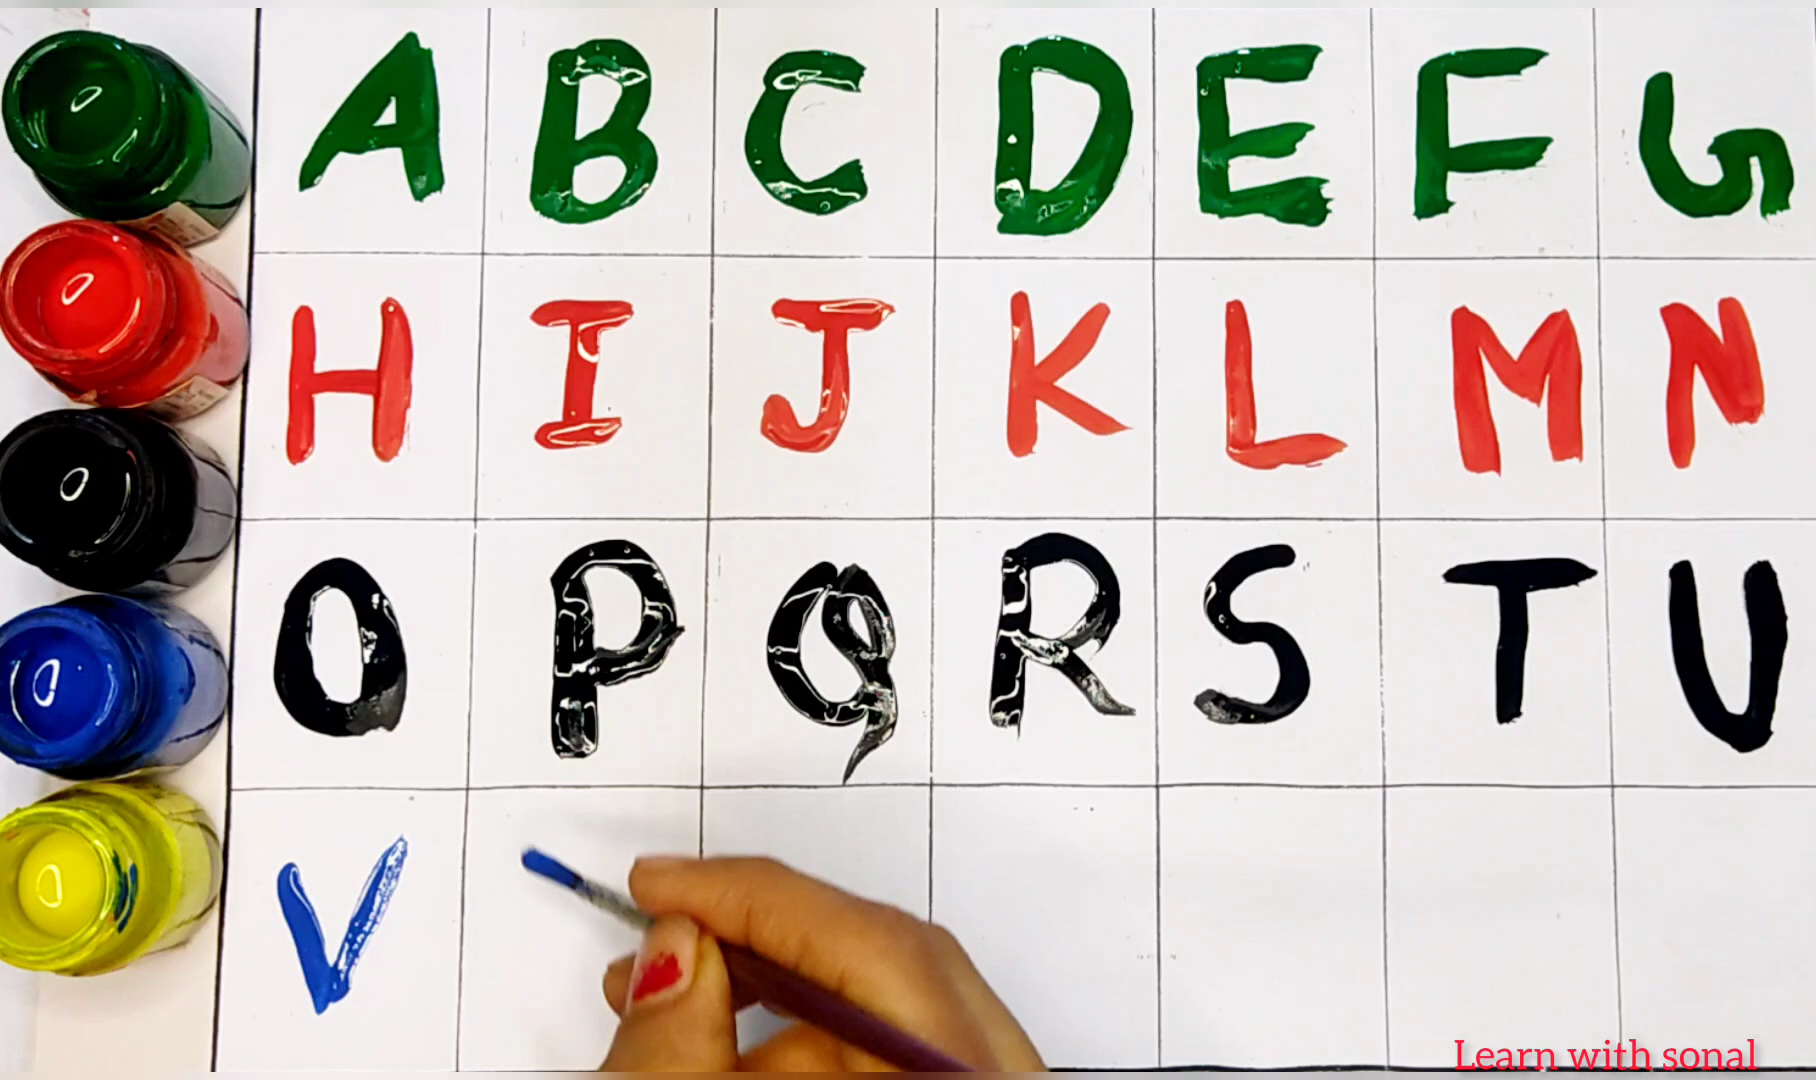 A B C D E F G
H I J K L M N
O P Q R S T U
V
Learn with sonal